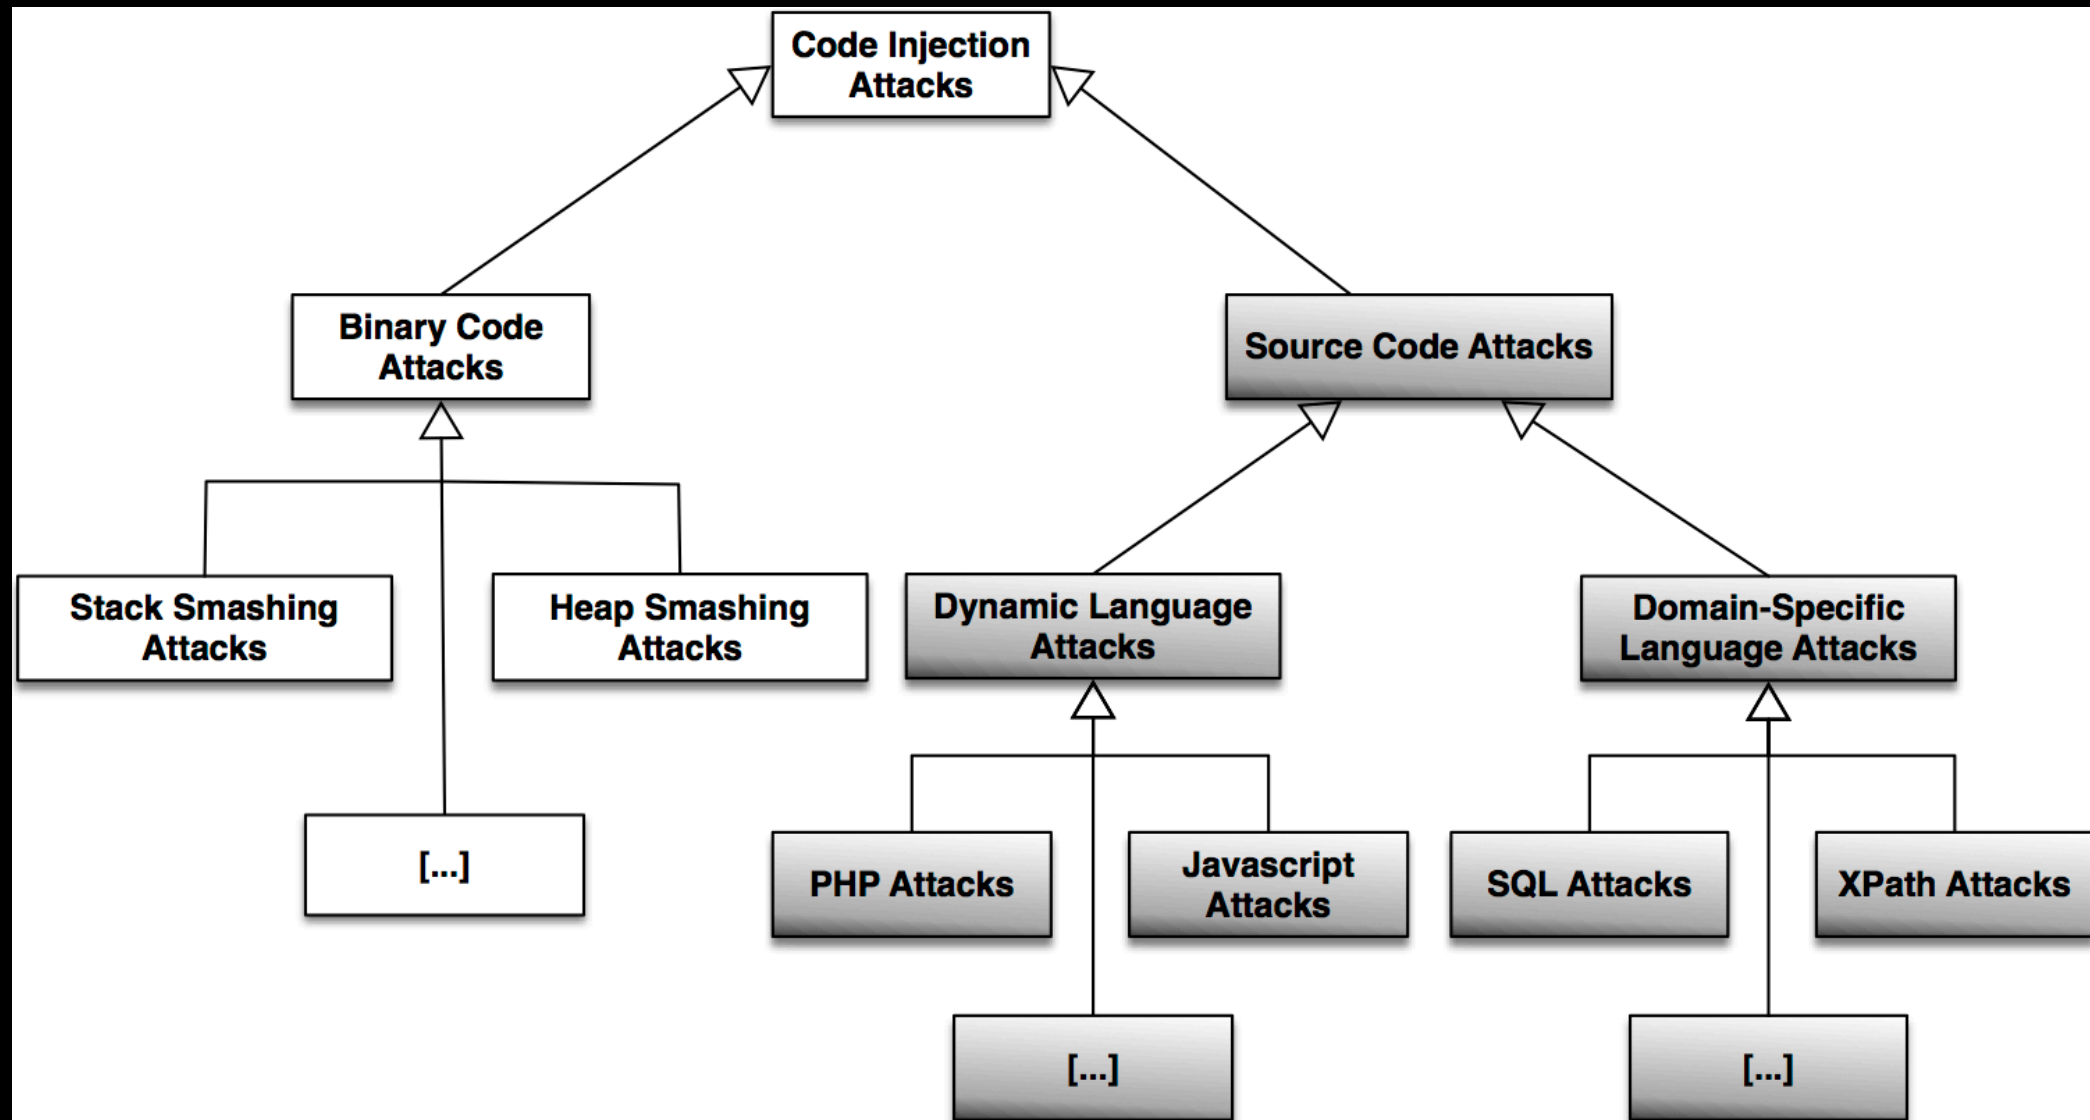 Code Injection
Attacks
Binary Code
Attacks
Source Code Attacks
Stack Smashing
Attacks
Heap Smashing
Attacks
Dynamic Language
Attacks
Domain-Specific
Language Attacks
[...]
PHP Attacks
Javascript
Attacks
SQL Attacks
XPath Attacks
[...]
[...]